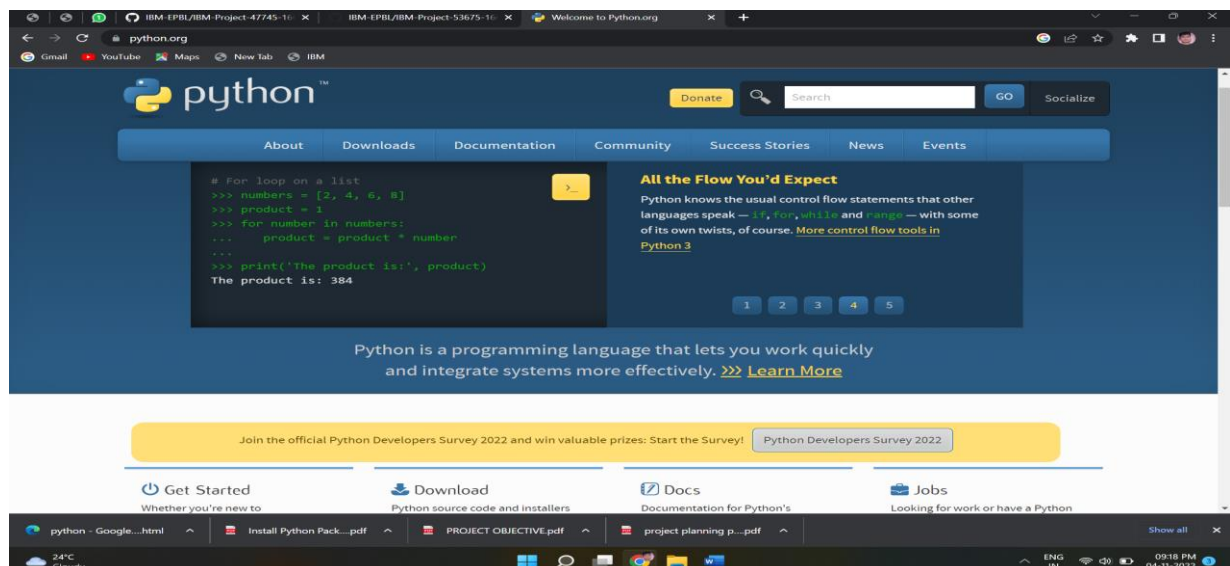 IBM-EPBL/IBM-Project-47745-16
IBM-EPBL/IBM-Project-53675-16
Welcome to Python.org
python.org
Gmail YouTube Maps New Tab IBM
python™
Donate Search GO Socialize
About Downloads Documentation Community Success Stories News Events
# For loop on a list
>>> numbers = [2, 4, 6, 8]
>>> product = 1
>>> for number in numbers:
...     product = product * number
...
>>> print('The product is:', product)
The product is: 384
>_
All the Flow You'd Expect
Python knows the usual control flow statements that other
languages speak — if, for, while and range — with some
of its own twists, of course. More control flow tools in
Python 3
1 2 3 4 5
Python is a programming language that lets you work quickly
and integrate systems more effectively. >>> Learn More
Join the official Python Developers Survey 2022 and win valuable prizes: Start the Survey! Python Developers Survey 2022
Get Started Download Docs Jobs
Whether you're new to Python source code and installers Documentation for Python's Looking for work or have a Python
python - Google....html Install Python Pack....pdf PROJECT OBJECTIVE.pdf project planning p....pdf Show all
24°C
Cloudy
ENG
IN
09:18 PM
04-11-2022
3